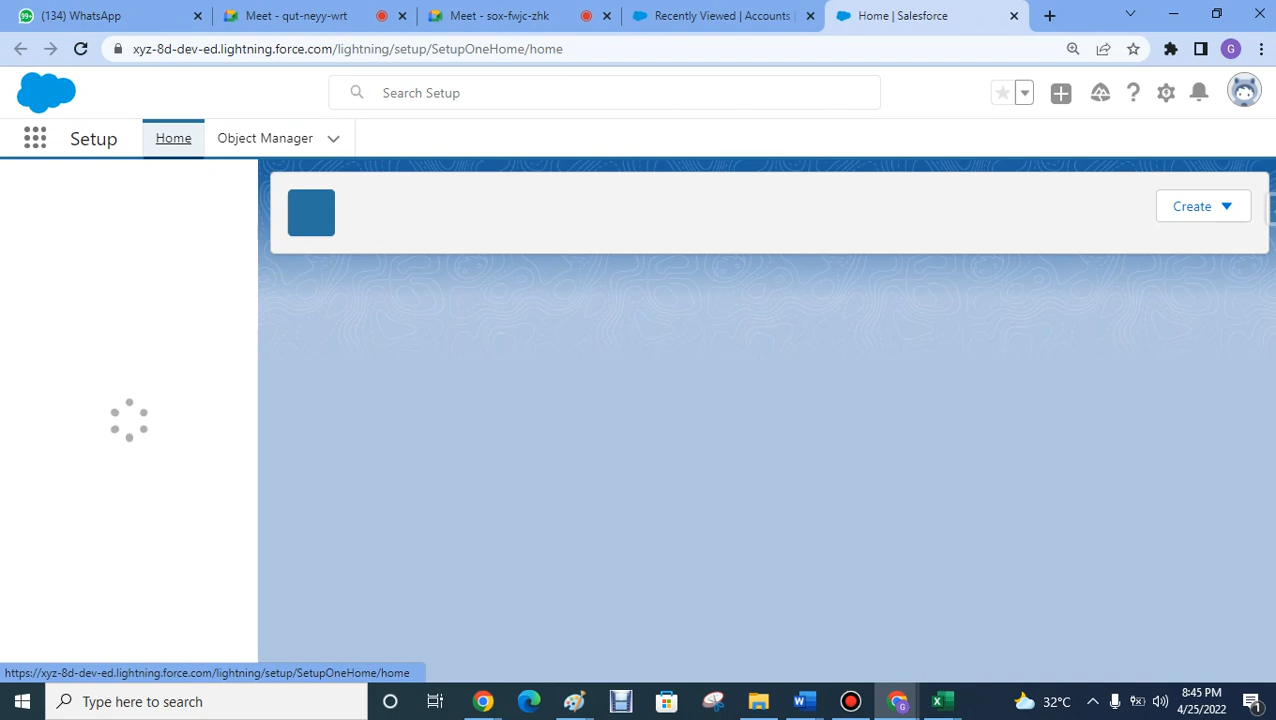 (134) WhatsApp
Meet - qut-neyy-wrt
Meet - sox-fwjc-zhk
Recently Viewed | Accounts |
Home | Salesforce
xyz-8d-dev-ed.lightning.force.com/lightning/setup/SetupOneHome/home
G
Search Setup
Setup
Home
Object Manager
Create
https://xyz-8d-dev-ed.lightning.force.com/lightning/setup/SetupOneHome/home
Type here to search
32°C
8:45 PM
4/25/2022
1